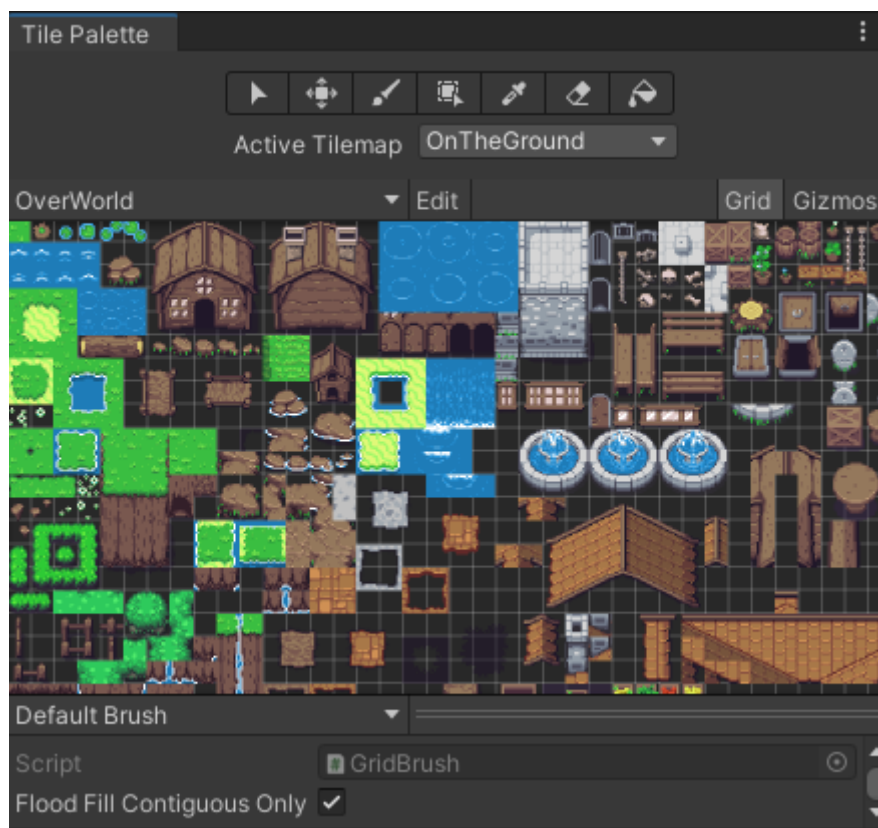 Tile Palette
Active Tilemap OnTheGround
OverWorld Edit Grid Gizmos
Default Brush
Script GridBrush
Flood Fill Contiguous Only